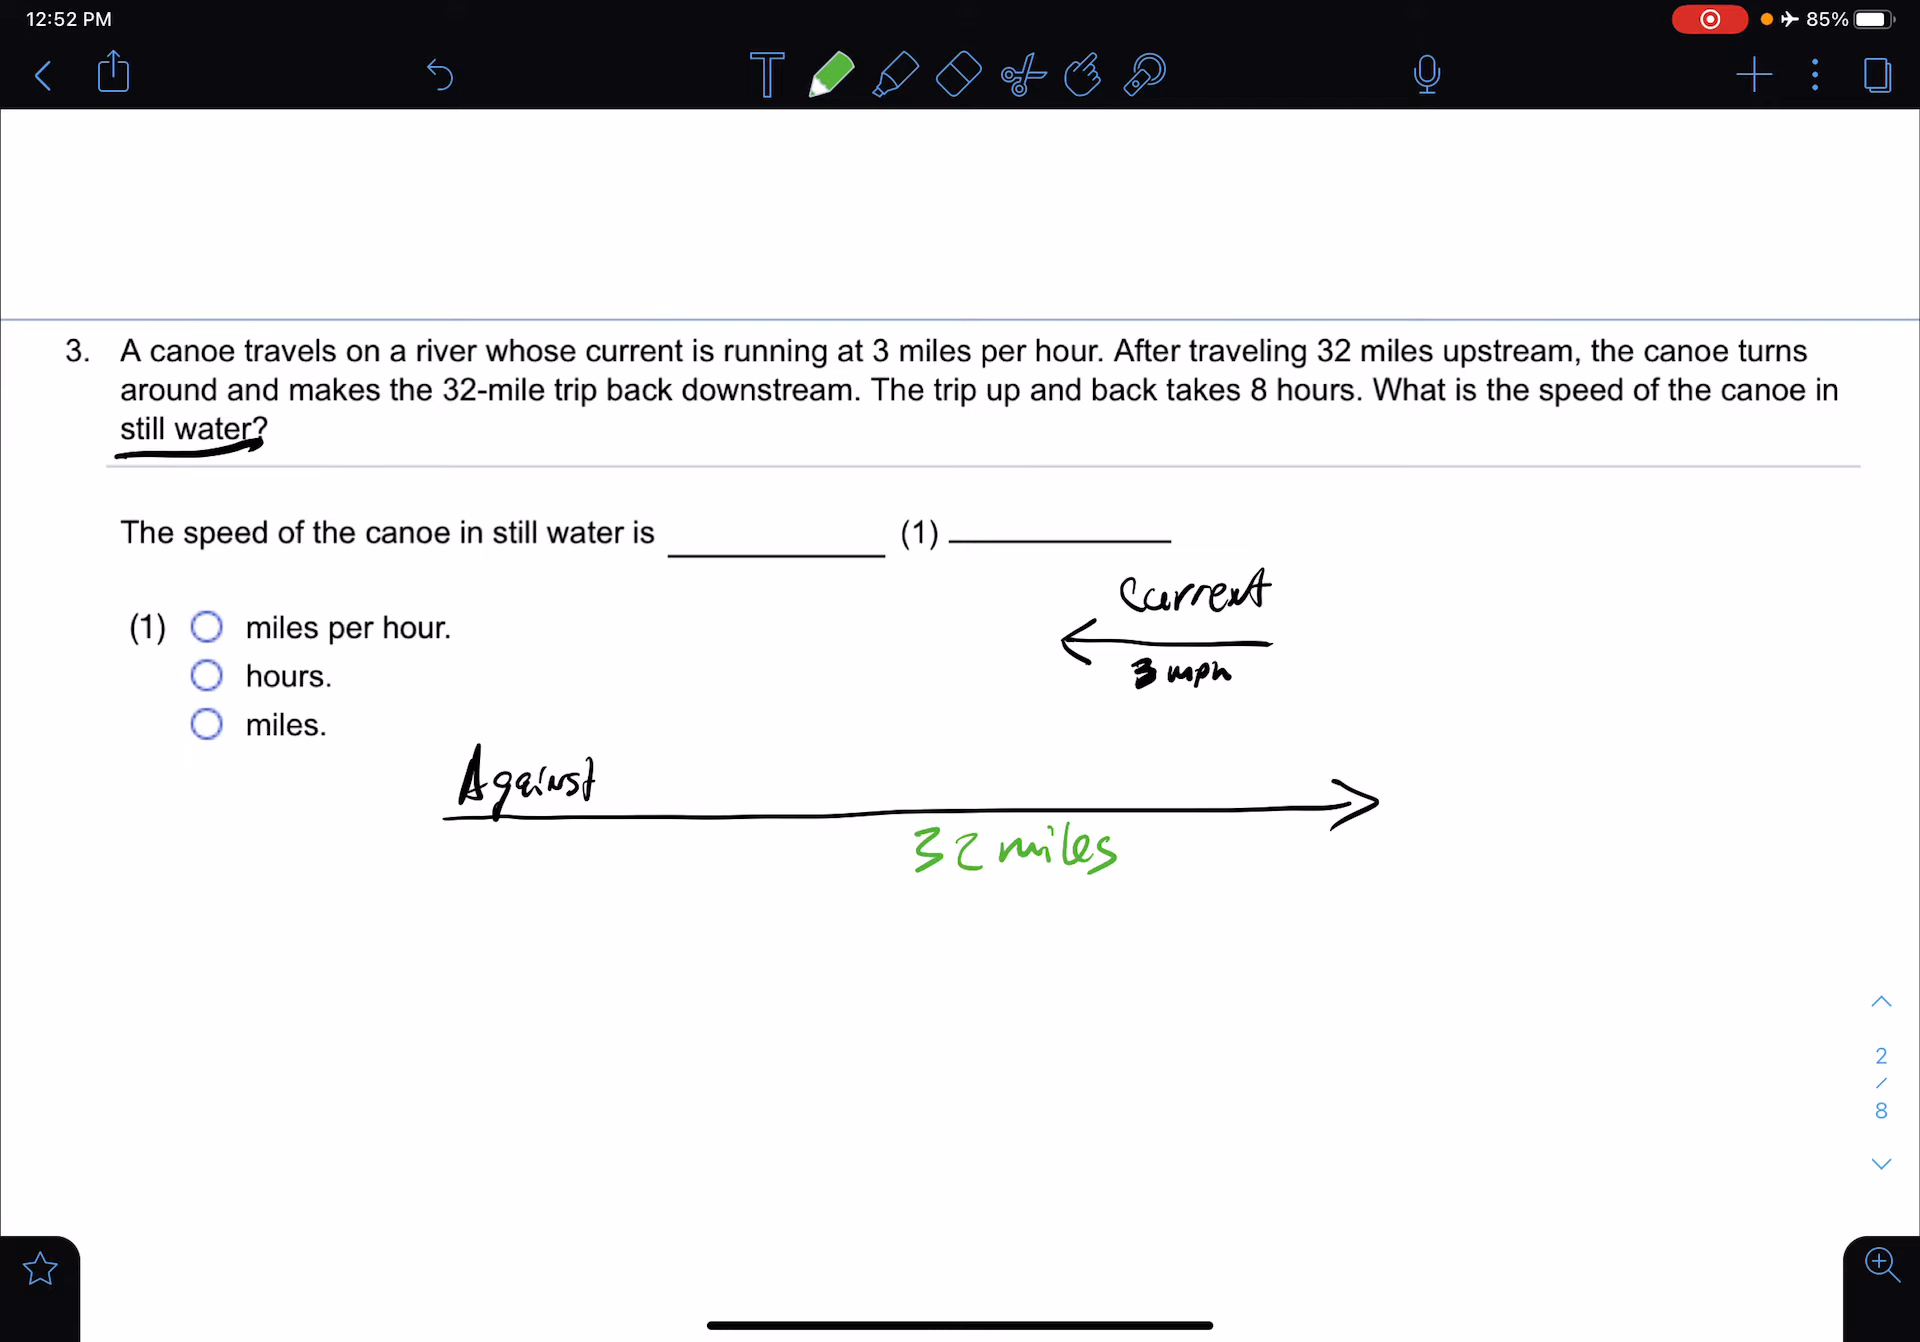 12:52 PM
85%
T
3. A canoe travels on a river whose current is running at 3 miles per hour. After traveling 32 miles upstream, the canoe turns
around and makes the 32-mile trip back downstream. The trip up and back takes 8 hours. What is the speed of the canoe in
still water?
The speed of the canoe in still water is ________ (1) ________
Current
(1) miles per hour.
3 mph
hours.
miles.
Against
32 miles
2
/
8